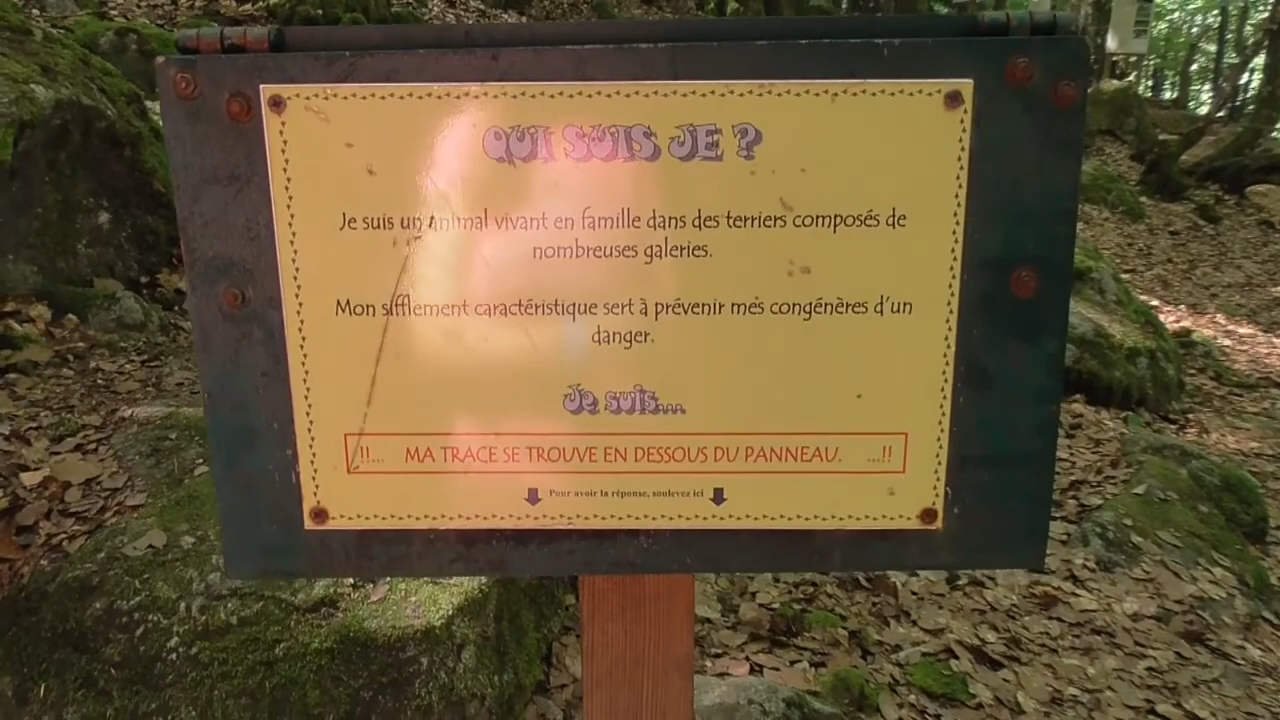 QUI SUIS JE ?
Je suis un animal vivant en famille dans des terriers composés de
nombreuses galeries.
Mon sifflement caractéristique sert à prévenir mes congénères d'un
danger.
Je suis...
!!... MA TRACE SE TROUVE EN DESSOUS DU PANNEAU. ...!!
Pour avoir la réponse, soulevez ici